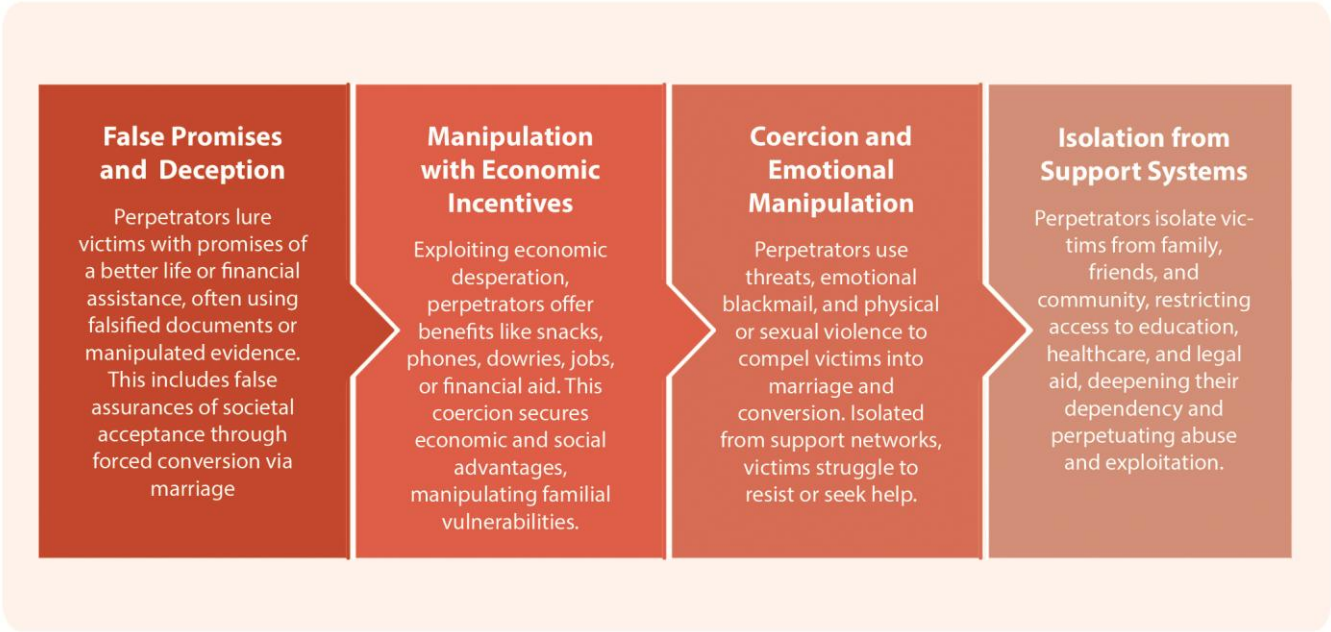 False Promises
and Deception
Perpetrators lure
victims with promises of
a better life or financial
assistance, often using
falsified documents or
manipulated evidence.
This includes false
assurances of societal
acceptance through
forced conversion via
marriage
Manipulation
with Economic
Incentives
Exploiting economic
desperation,
perpetrators offer
benefits like snacks,
phones, dowries, jobs,
or financial aid. This
coercion secures
economic and social
advantages,
manipulating familial
vulnerabilities.
Coercion and
Emotional
Manipulation
Perpetrators use
threats, emotional
blackmail, and physical
or sexual violence to
compel victims into
marriage and
conversion. Isolated
from support networks,
victims struggle to
resist or seek help.
Isolation from
Support Systems
Perpetrators isolate vic-
tims from family,
friends, and
community, restricting
access to education,
healthcare, and legal
aid, deepening their
dependency and
perpetuating abuse
and exploitation.